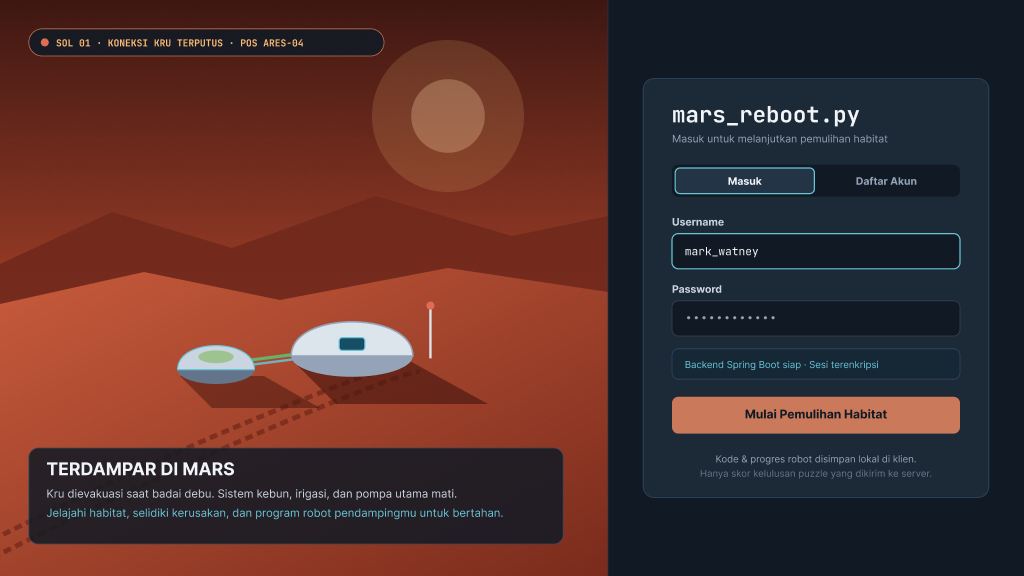 SOL 01 · KONEKSI KRU TERPUTUS · POS ARES-04
TERDAMPAR DI MARS
Kru dievakuasi saat badai debu. Sistem kebun, irigasi, dan pompa utama mati.
Jelajahi habitat, selidiki kerusakan, dan program robot pendampingmu untuk bertahan.
mars_reboot.py
Masuk untuk melanjutkan pemulihan habitat
Masuk
Daftar Akun
Username
mark_watney
Password
••••••••••••
Backend Spring Boot siap · Sesi terenkripsi
Mulai Pemulihan Habitat
Kode & progres robot disimpan lokal di klien.
Hanya skor kelulusan puzzle yang dikirim ke server.